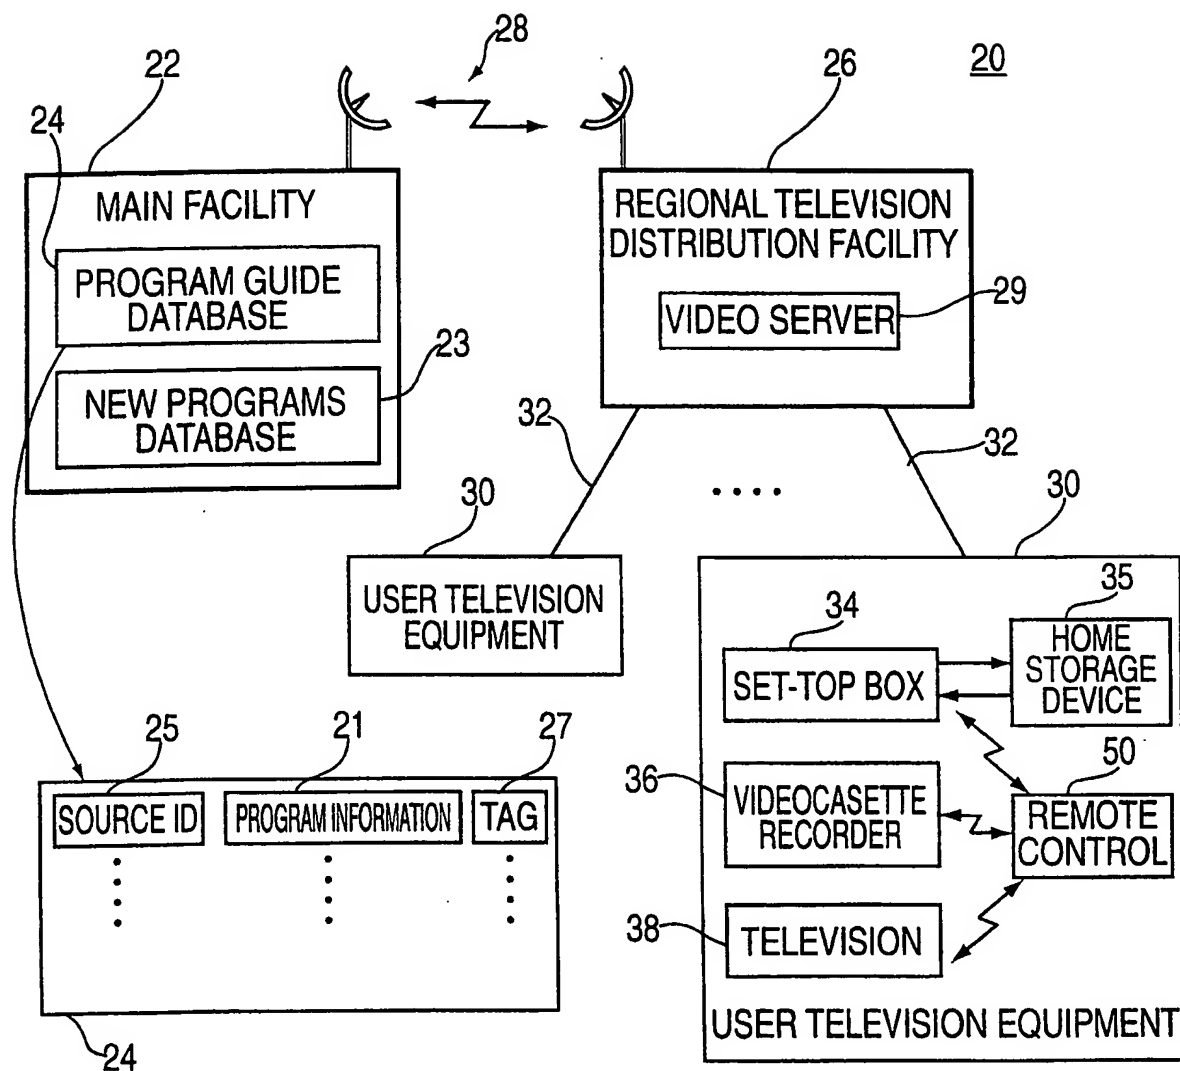 28
20
22
26
24
MAIN FACILITY
PROGRAM GUIDE
DATABASE
23
NEW PROGRAMS
DATABASE
REGIONAL TELEVISION
DISTRIBUTION FACILITY
29
VIDEO SERVER
32
32
30
USER TELEVISION
EQUIPMENT
30
34
35
SET-TOP BOX
HOME
STORAGE
DEVICE
36
VIDEOCASETTE
RECORDER
50
REMOTE
CONTROL
38
TELEVISION
USER TELEVISION EQUIPMENT
25
21
27
SOURCE ID
PROGRAM INFORMATION
TAG
24